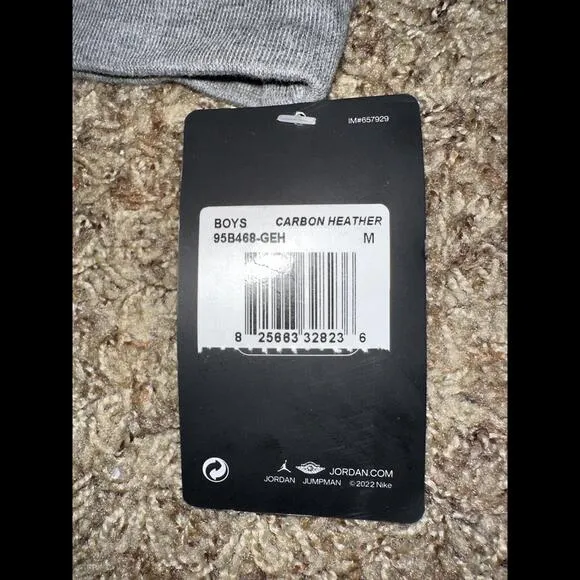 IM#657929
BOYS CARBON HEATHER
95B468-GEH M
8 25663 32823 6
JORDAN.COM
JORDAN JUMPMAN © 2022 Nike